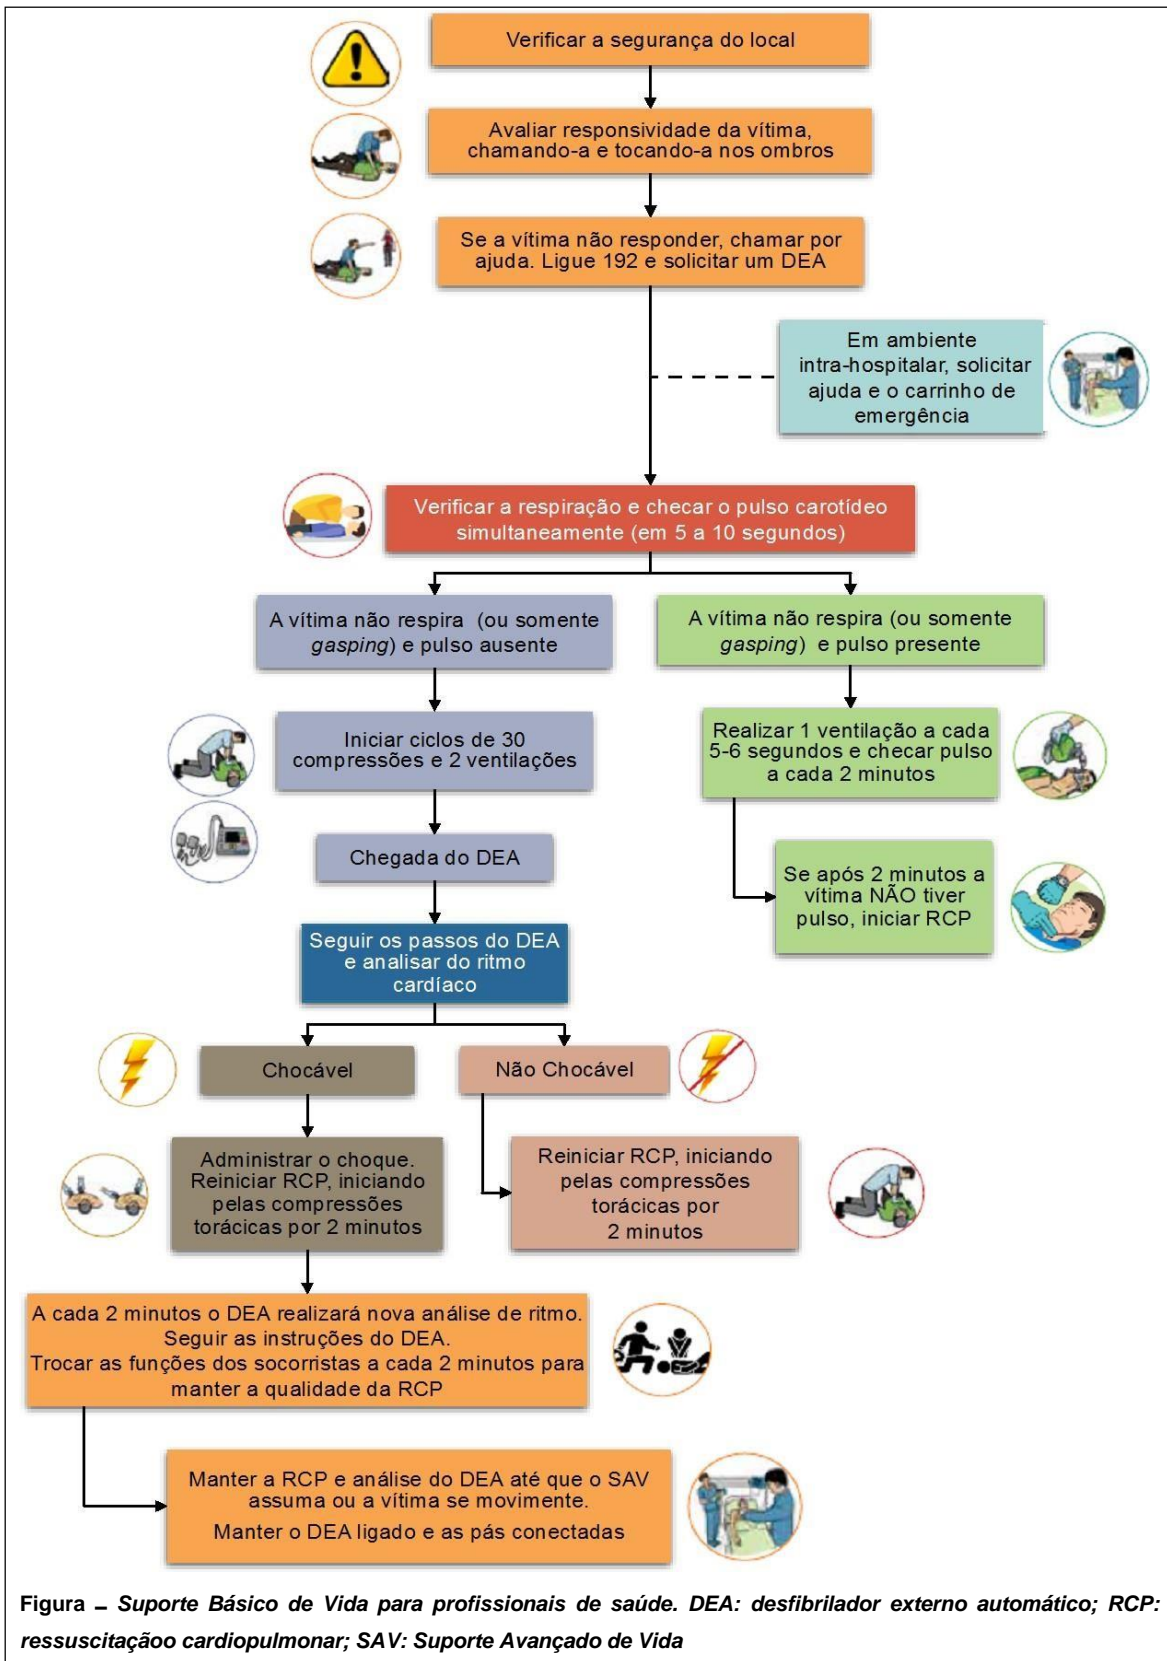 Verificar a segurança do local
Avaliar responsividade da vítima,
chamando-a e tocando-a nos ombros
Se a vítima não responder, chamar por
ajuda. Ligue 192 e solicitar um DEA
Em ambiente
intra-hospitalar, solicitar
ajuda e o carrinho de
emergência
Verificar a respiração e checar o pulso carotídeo
simultaneamente (em 5 a 10 segundos)
A vítima não respira (ou somente
gasping) e pulso ausente
A vítima não respira (ou somente
gasping) e pulso presente
Iniciar ciclos de 30
compressões e 2 ventilações
Realizar 1 ventilação a cada
5-6 segundos e checar pulso
a cada 2 minutos
Chegada do DEA
Se após 2 minutos a
vítima NÃO tiver
pulso, iniciar RCP
Seguir os passos do DEA
e analisar do ritmo
cardíaco
Chocável
Não Chocável
Administrar o choque.
Reiniciar RCP, iniciando
pelas compressões
torácicas por 2 minutos
Reiniciar RCP, iniciando
pelas compressões
torácicas por
2 minutos
A cada 2 minutos o DEA realizará nova análise de ritmo.
Seguir as instruções do DEA.
Trocar as funções dos socorristas a cada 2 minutos para
manter a qualidade da RCP
Manter a RCP e análise do DEA até que o SAV
assuma ou a vítima se movimente.
Manter o DEA ligado e as pás conectadas
Figura – Suporte Básico de Vida para profissionais de saúde. DEA: desfibrilador externo automático; RCP:
ressuscitaçãoo cardiopulmonar; SAV: Suporte Avançado de Vida